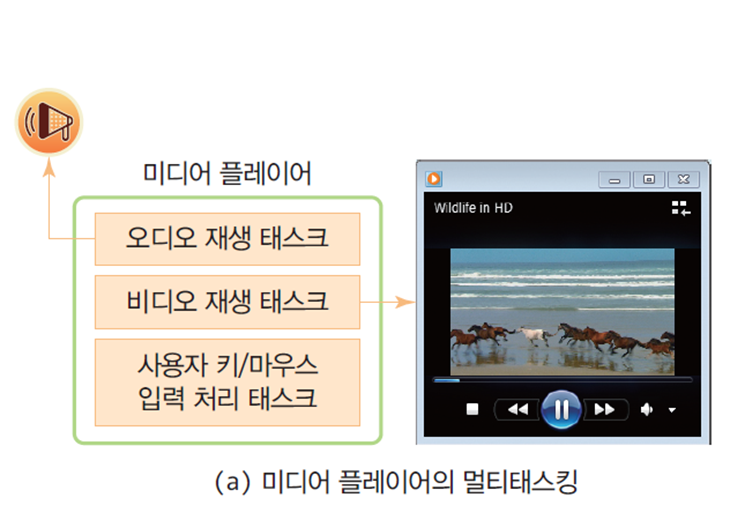 미디어 플레이어
오디오 재생 태스크
비디오 재생 태스크
사용자 키/마우스
입력 처리 태스크
Wildlife in HD
(a) 미디어 플레이어의 멀티태스킹